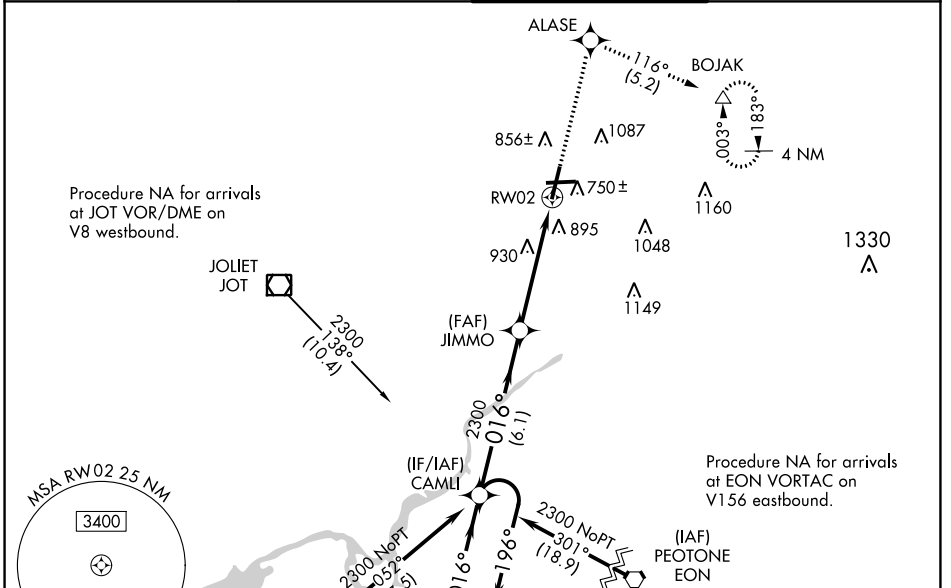 ALASE
116°
(5.2)
BOJAK
003°
183°
4 NM
856±
1087
RW02
750±
1160
895
1048
930
1330
1149
Procedure NA for arrivals
at JOT VOR/DME on
V8 westbound.
JOLIET
JOT
2300
138°
(10.4)
(FAF)
JIMMO
2300
016°
(6.1)
(IF/IAF)
CAMLI
Procedure NA for arrivals
at EON VORTAC on
V156 eastbound.
MSA RW02 25 NM
3400
2300 NoPT
052°
196°
2300 NoPT
301°
(18.9)
(IAF)
PEOTONE
EON